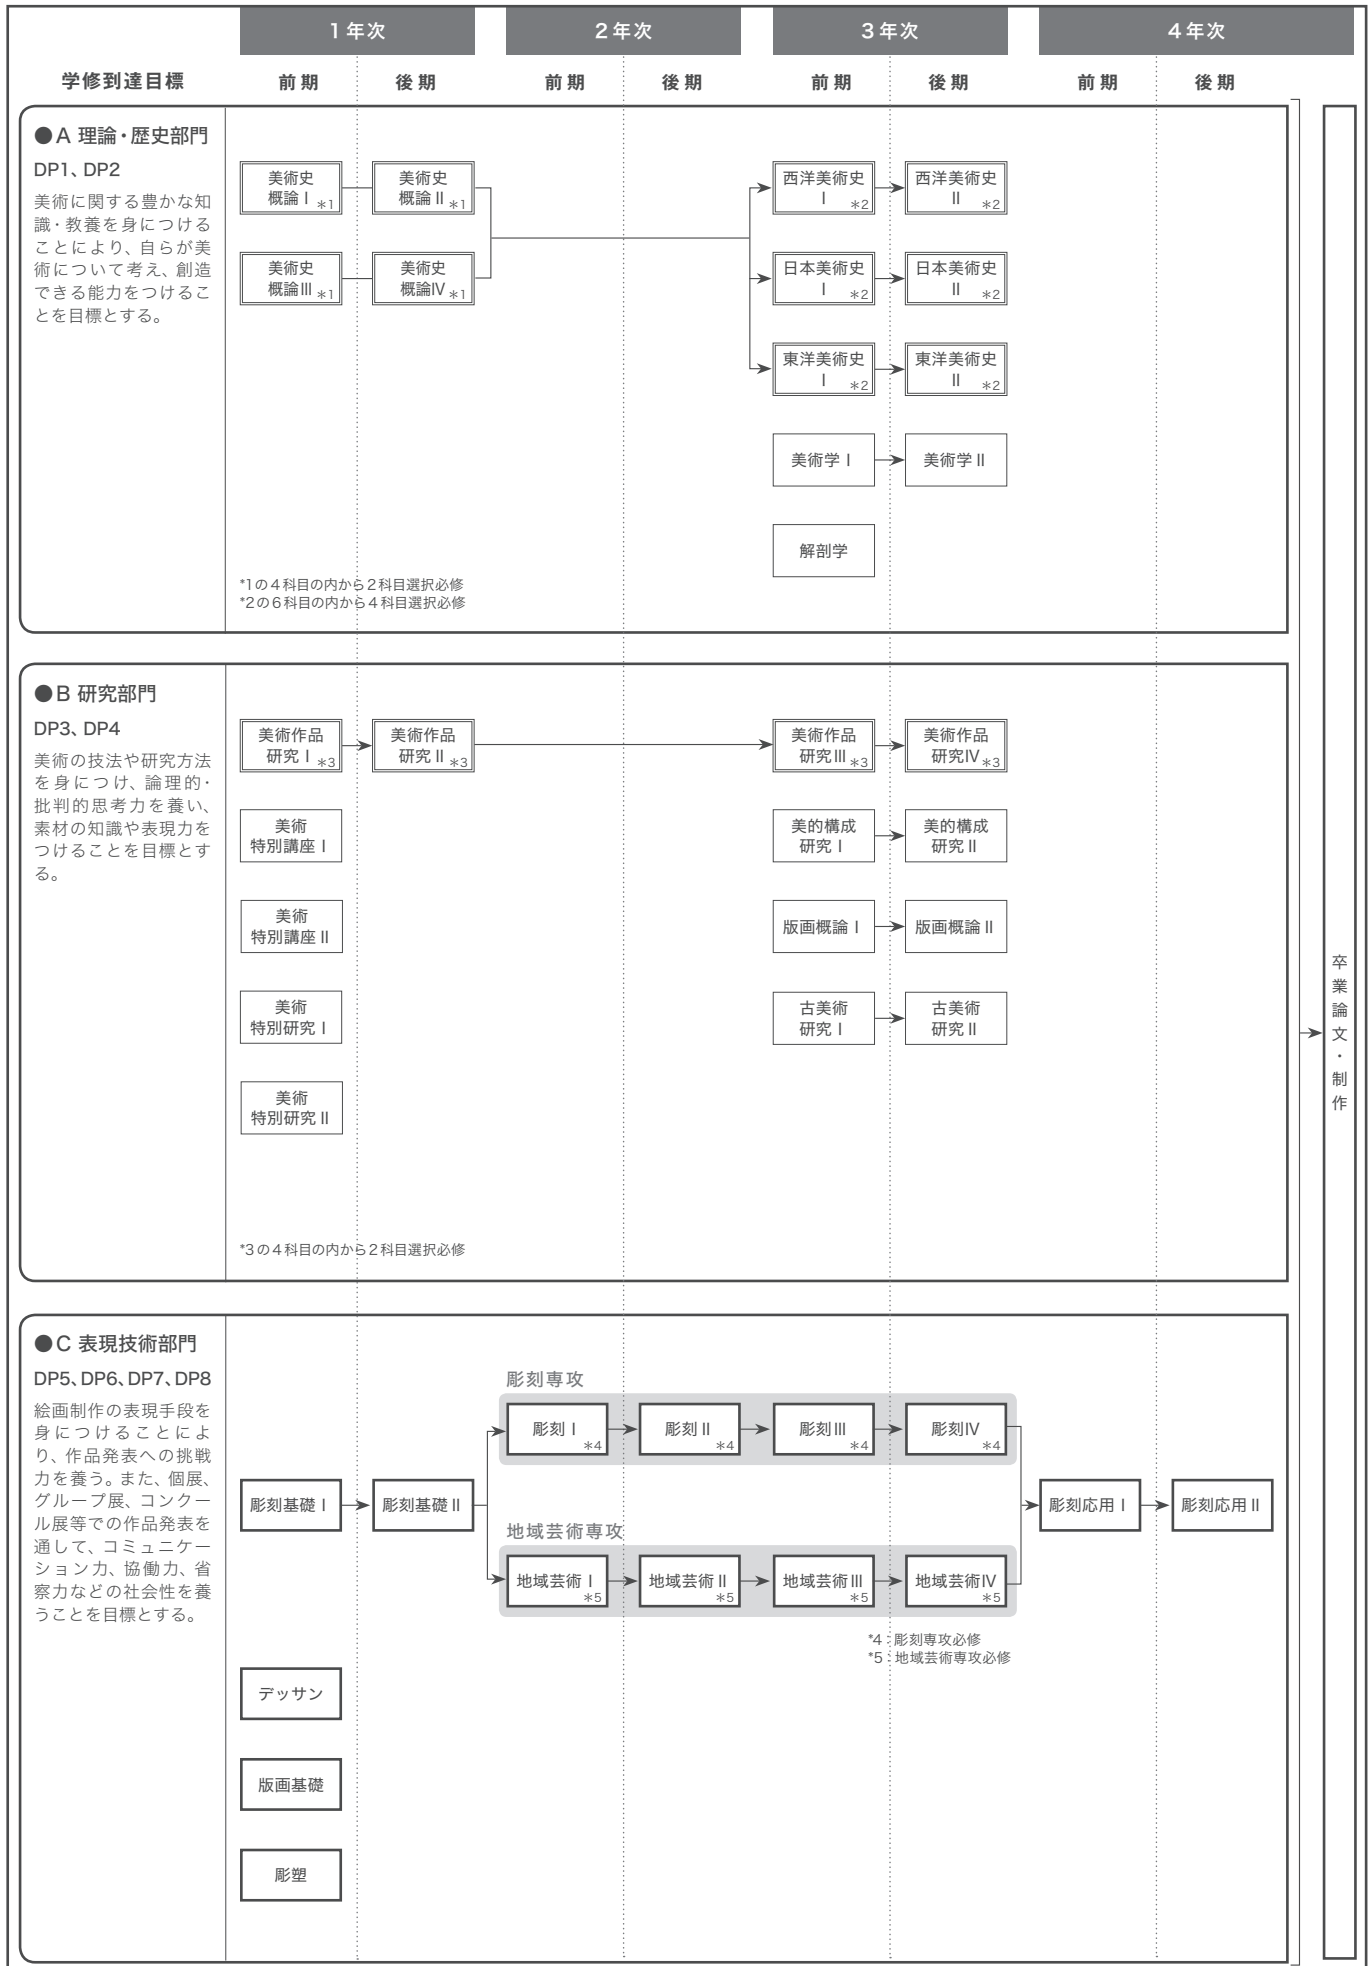 1年次 2年次 3年次 4年次
学修到達目標 前期 後期 前期 後期 前期 後期 前期 後期
●A 理論・歴史部門
DP1、DP2
美術に関する豊かな知
識・教養を身につける
ことにより、自らが美
術について考え、創造
できる能力をつけるこ
とを目標とする。
美術史
概論Ⅰ *1
美術史
概論Ⅱ *1
西洋美術史
Ⅰ *2
西洋美術史
Ⅱ *2
美術史
概論Ⅲ *1
美術史
概論Ⅳ *1
日本美術史
Ⅰ *2
日本美術史
Ⅱ *2
東洋美術史
Ⅰ *2
東洋美術史
Ⅱ *2
美術学Ⅰ
美術学Ⅱ
解剖学
*1の4科目の内から2科目選択必修
*2の6科目の内から4科目選択必修
●B 研究部門
DP3、DP4
美術の技法や研究方法
を身につけ、論理的・
批判的思考力を養い、
素材の知識や表現力を
つけることを目標とす
る。
美術作品
研究Ⅰ *3
美術作品
研究Ⅱ *3
美術作品
研究Ⅲ *3
美術作品
研究Ⅳ *3
美術
特別講座Ⅰ
美的構成
研究Ⅰ
美的構成
研究Ⅱ
美術
特別講座Ⅱ
版画概論Ⅰ
版画概論Ⅱ
美術
特別研究Ⅰ
古美術
研究Ⅰ
古美術
研究Ⅱ
美術
特別研究Ⅱ
*3の4科目の内から2科目選択必修
●C 表現技術部門
DP5、DP6、DP7、DP8
絵画制作の表現手段を
身につけることによ
り、作品発表への挑戦
力を養う。また、個展、
グループ展、コンクー
ル展等での作品発表を
通して、コミュニケー
ション力、協働力、省
察力などの社会性を養
うことを目標とする。
彫刻専攻
彫刻Ⅰ *4
彫刻Ⅱ *4
彫刻Ⅲ *4
彫刻Ⅳ *4
彫刻基礎Ⅰ
彫刻基礎Ⅱ
彫刻応用Ⅰ
彫刻応用Ⅱ
地域芸術専攻
地域芸術Ⅰ *5
地域芸術Ⅱ *5
地域芸術Ⅲ *5
地域芸術Ⅳ *5
*4：彫刻専攻必修
*5：地域芸術専攻必修
デッサン
版画基礎
彫塑
卒業論文・制作